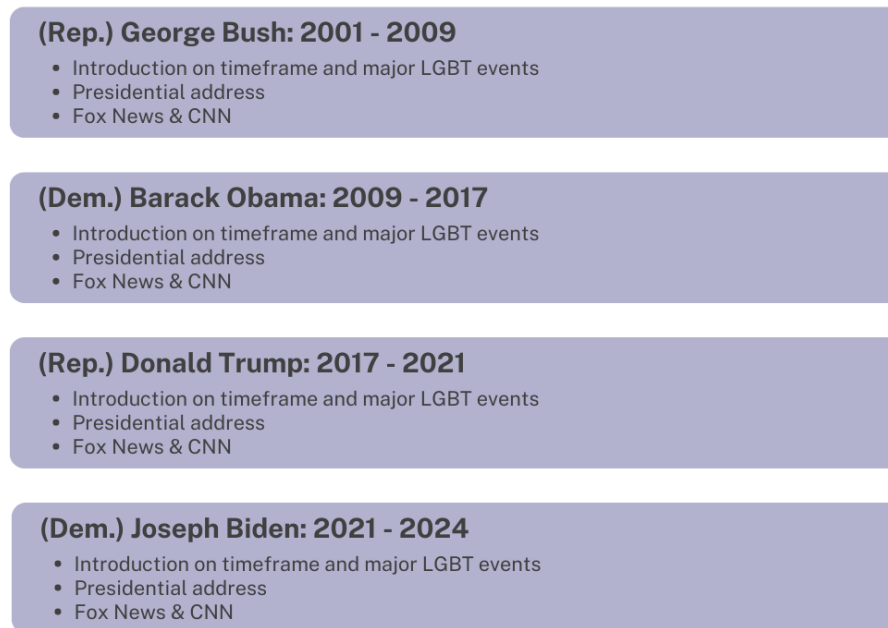 (Rep.) George Bush: 2001 - 2009
• Introduction on timeframe and major LGBT events
• Presidential address
• Fox News & CNN
(Dem.) Barack Obama: 2009 - 2017
• Introduction on timeframe and major LGBT events
• Presidential address
• Fox News & CNN
(Rep.) Donald Trump: 2017 - 2021
• Introduction on timeframe and major LGBT events
• Presidential address
• Fox News & CNN
(Dem.) Joseph Biden: 2021 - 2024
• Introduction on timeframe and major LGBT events
• Presidential address
• Fox News & CNN